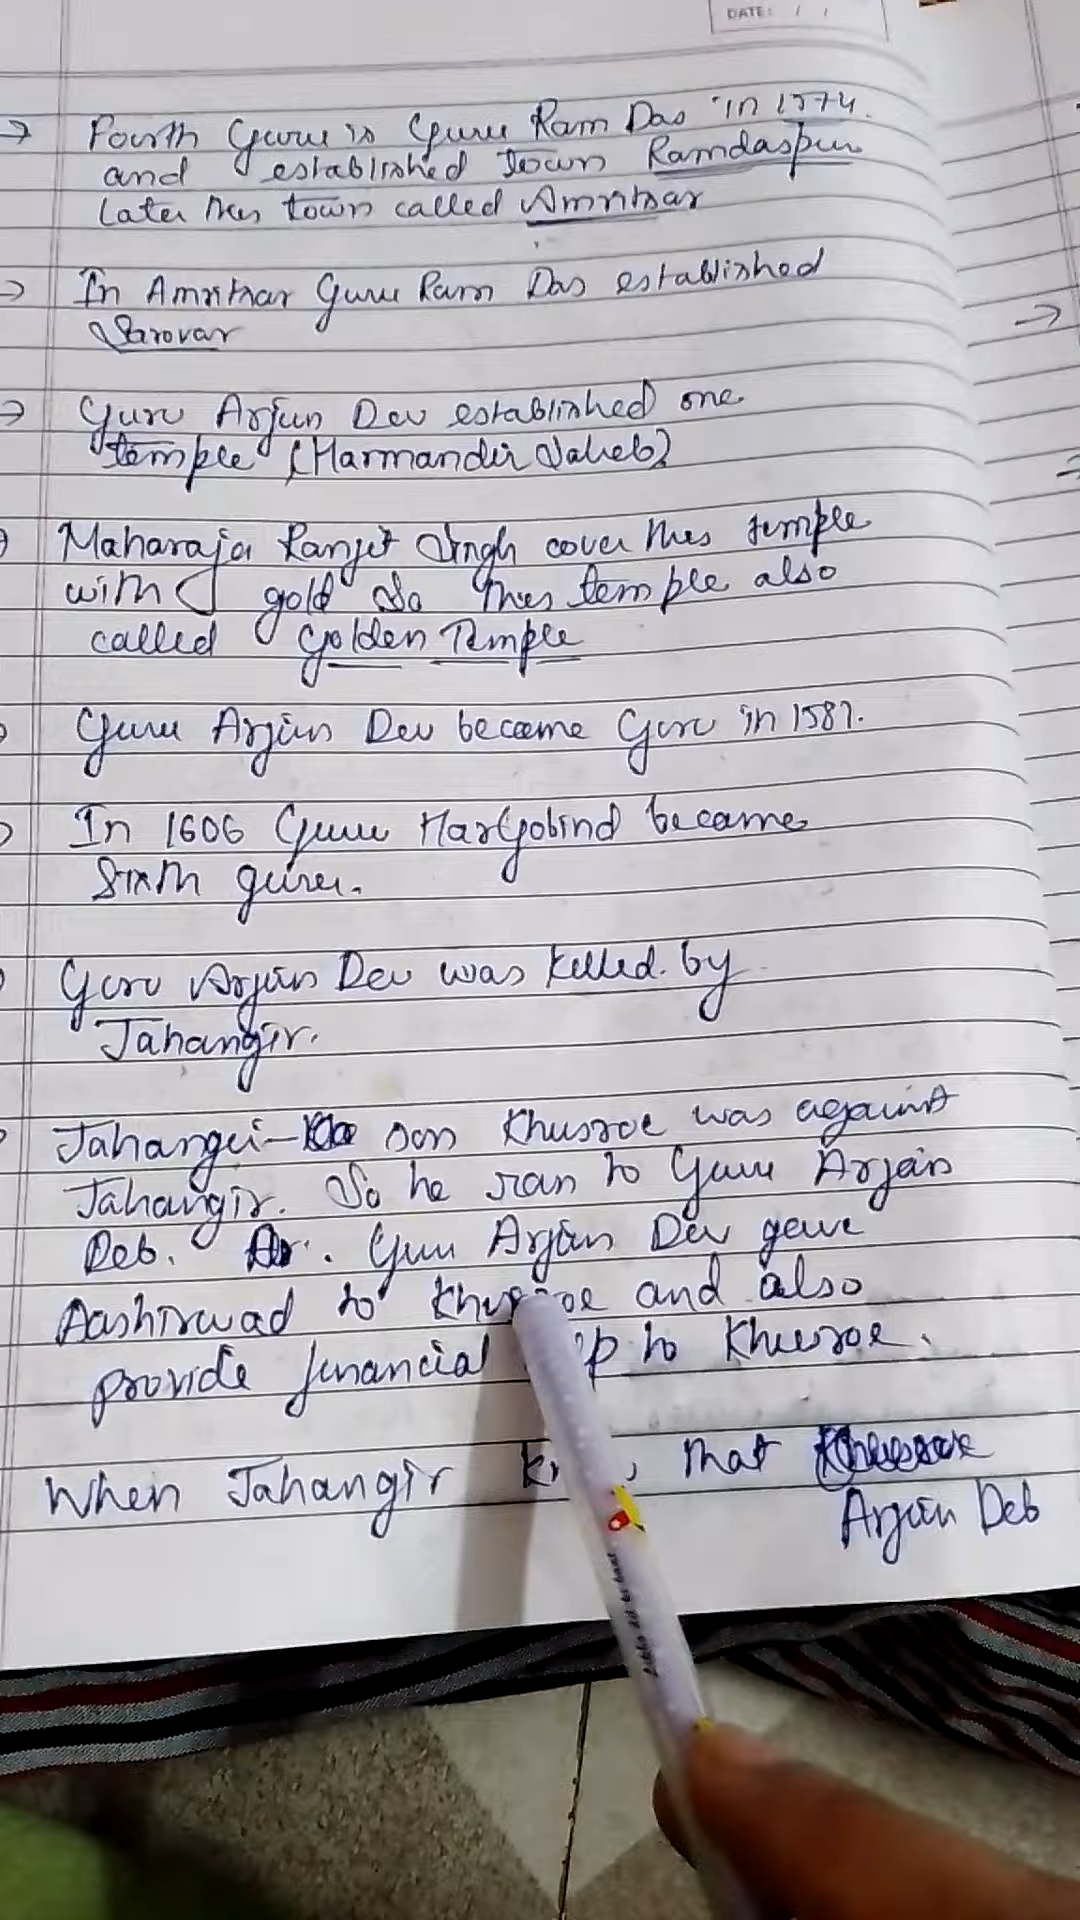 DATE: / /
→ Fourth Guru is Guru Ram Das in 1574.
and established town Ramdaspur
Later this town called Amritsar
→ In Amritsar Guru Ram Das established
Sarovar
→ Guru Arjun Dev established one
temple (Harmandir Saheb)
Maharaja Ranjit Singh cover this temple
with gold So this temple also
called Golden Temple
Guru Arjun Dev became Guru in 1581.
In 1606 Guru HarGobind became
Sixth guru.
Guru Arjun Dev was killed by
Jahangir.
Jahangir- son Khusroe was against
Jahangir. So he ran to Guru Arjan
Deb. Guru Arjun Dev gave
Aashirwad to and also
provide financial to Khusroe.
When Jahangir that
Arjun Deb